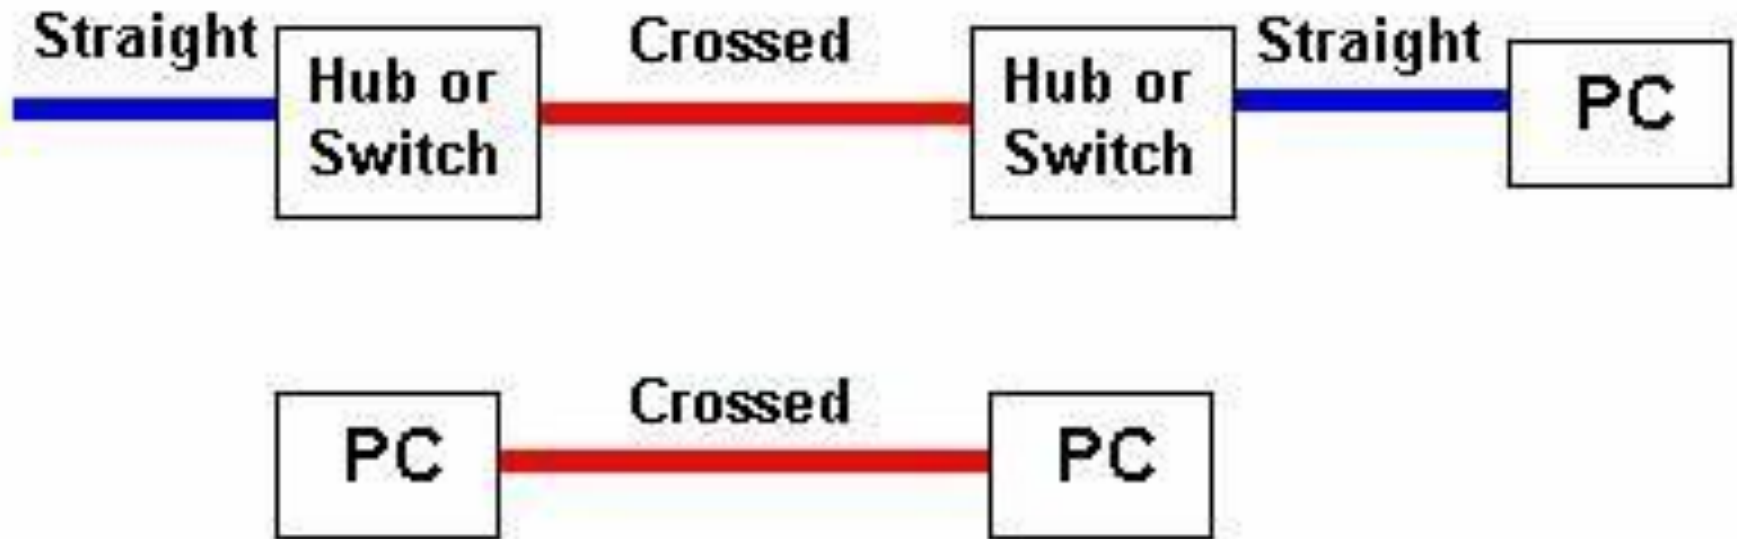 Straight
Hub or
Switch
Crossed
Hub or
Switch
Straight
PC
PC
Crossed
PC